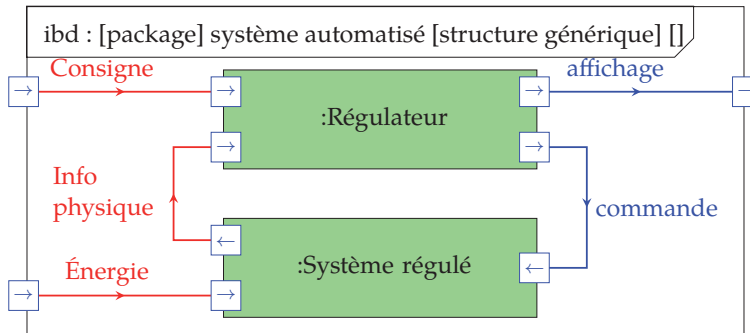 ibd : [package] système automatisé [structure générique] []
Consigne
affichage
:Régulateur
Info
physique
commande
:Système régulé
Énergie